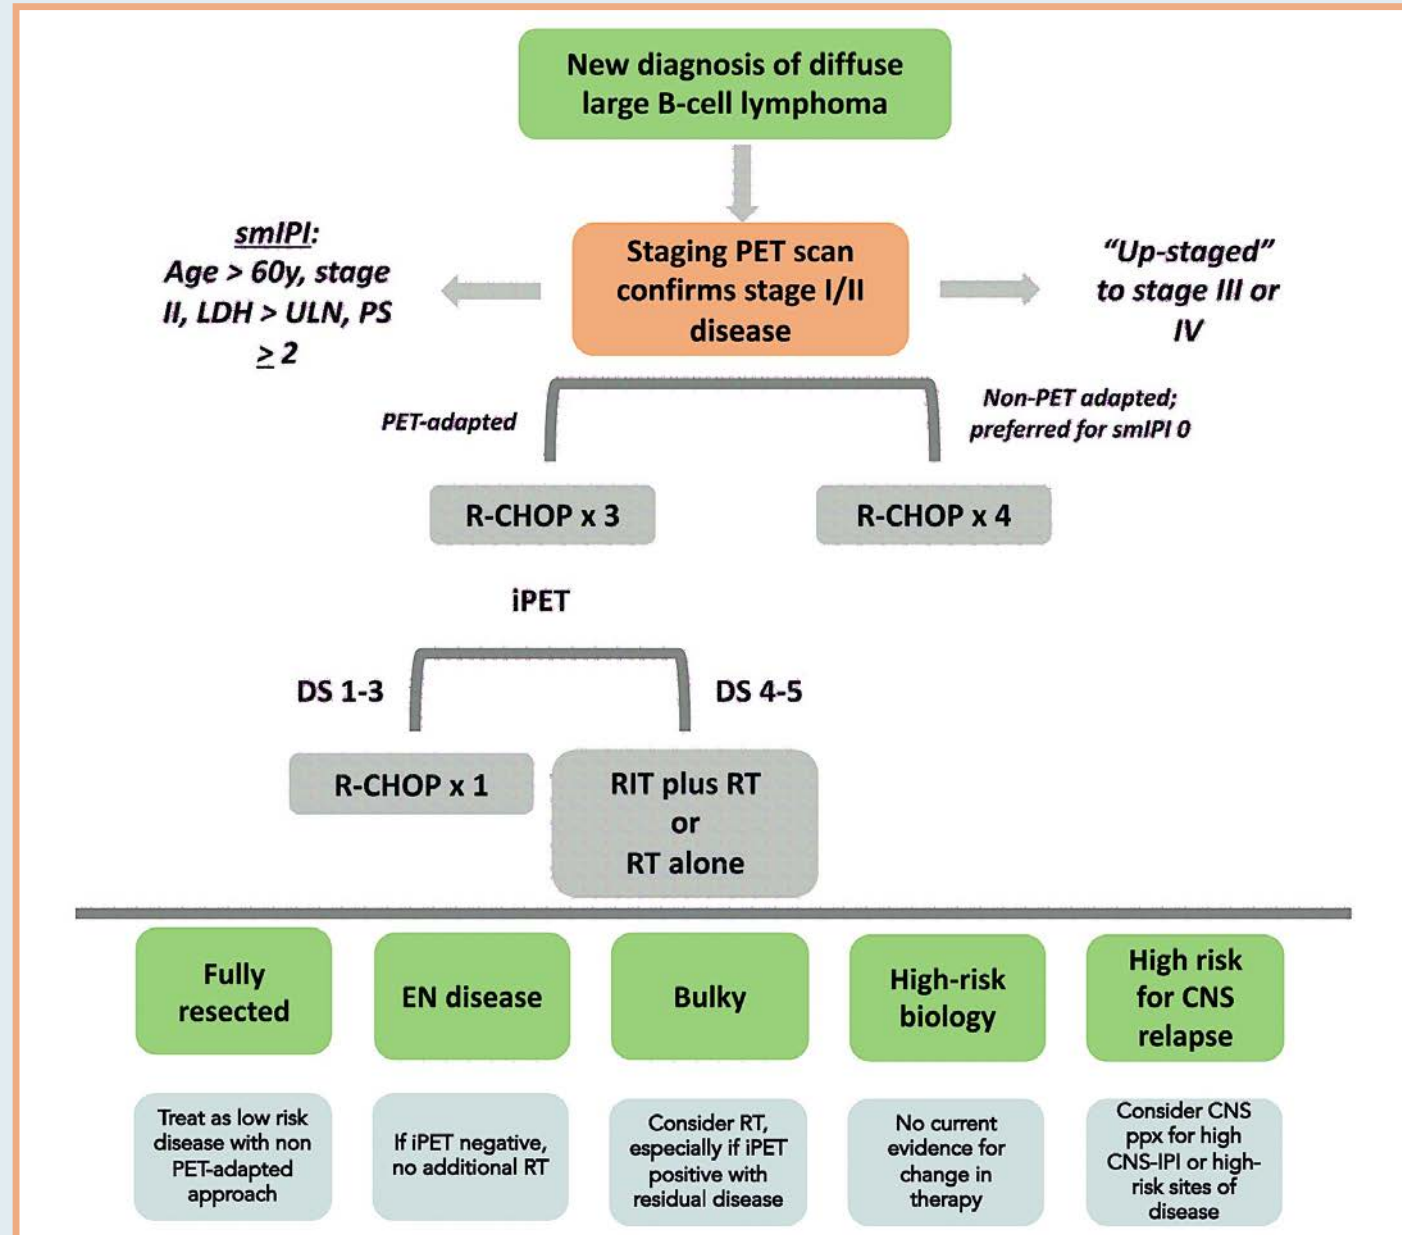 New diagnosis of diffuse
large B-cell lymphoma
smIPI:
Age > 60y, stage
II, LDH > ULN, PS
≥ 2
Staging PET scan
confirms stage I/II
disease
“Up-staged”
to stage III or
IV
PET-adapted
Non-PET adapted;
preferred for smIPI 0
R-CHOP x 3
R-CHOP x 4
iPET
DS 1-3
DS 4-5
R-CHOP x 1
RIT plus RT
or
RT alone
Fully
resected
EN disease
Bulky
High-risk
biology
High risk
for CNS
relapse
Treat as low risk
disease with non
PET-adapted
approach
If iPET negative,
no additional RT
Consider RT,
especially if iPET
positive with
residual disease
No current
evidence for
change in
therapy
Consider CNS
ppx for high
CNS-IPI or high-
risk sites of
disease